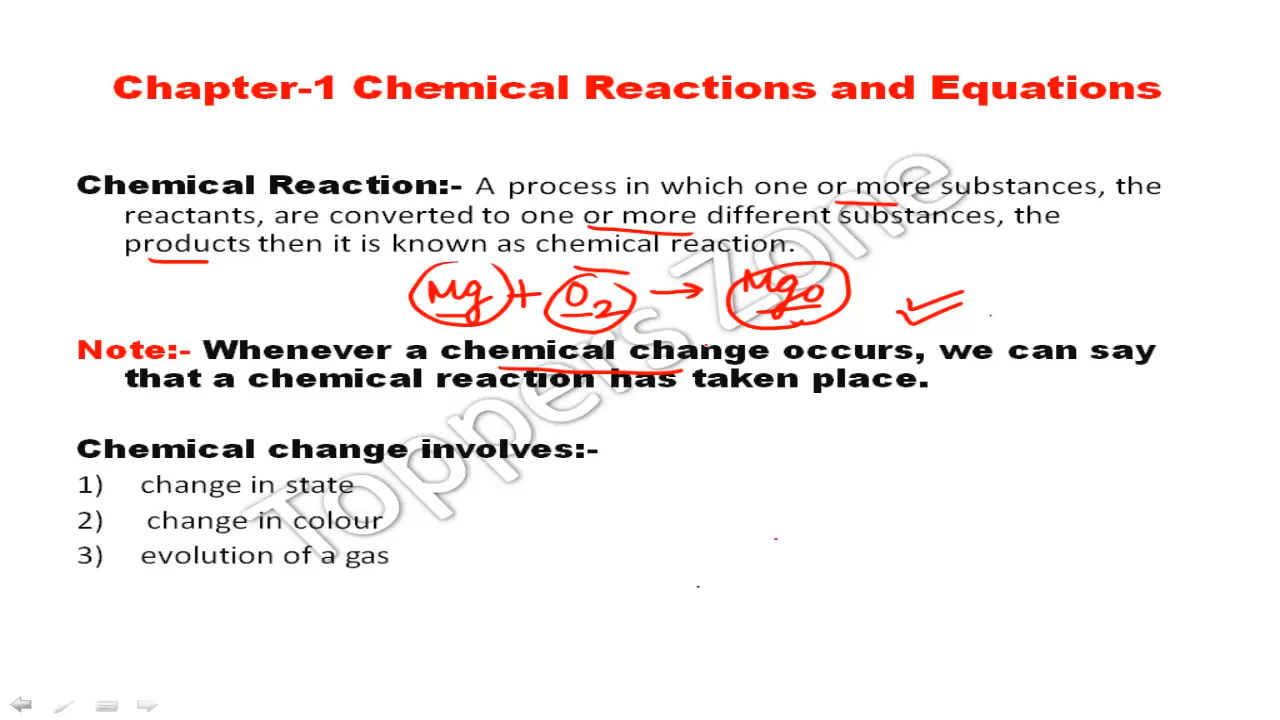 Chapter-1 Chemical Reactions and Equations
Chemical Reaction:- A process in which one or more substances, the
reactants, are converted to one or more different substances, the
products then it is known as chemical reaction.
Mg + O2 → MgO
Note:- Whenever a chemical change occurs, we can say
that a chemical reaction has taken place.
Chemical change involves:-
1) change in state
2) change in colour
3) evolution of a gas
Toppers Zone